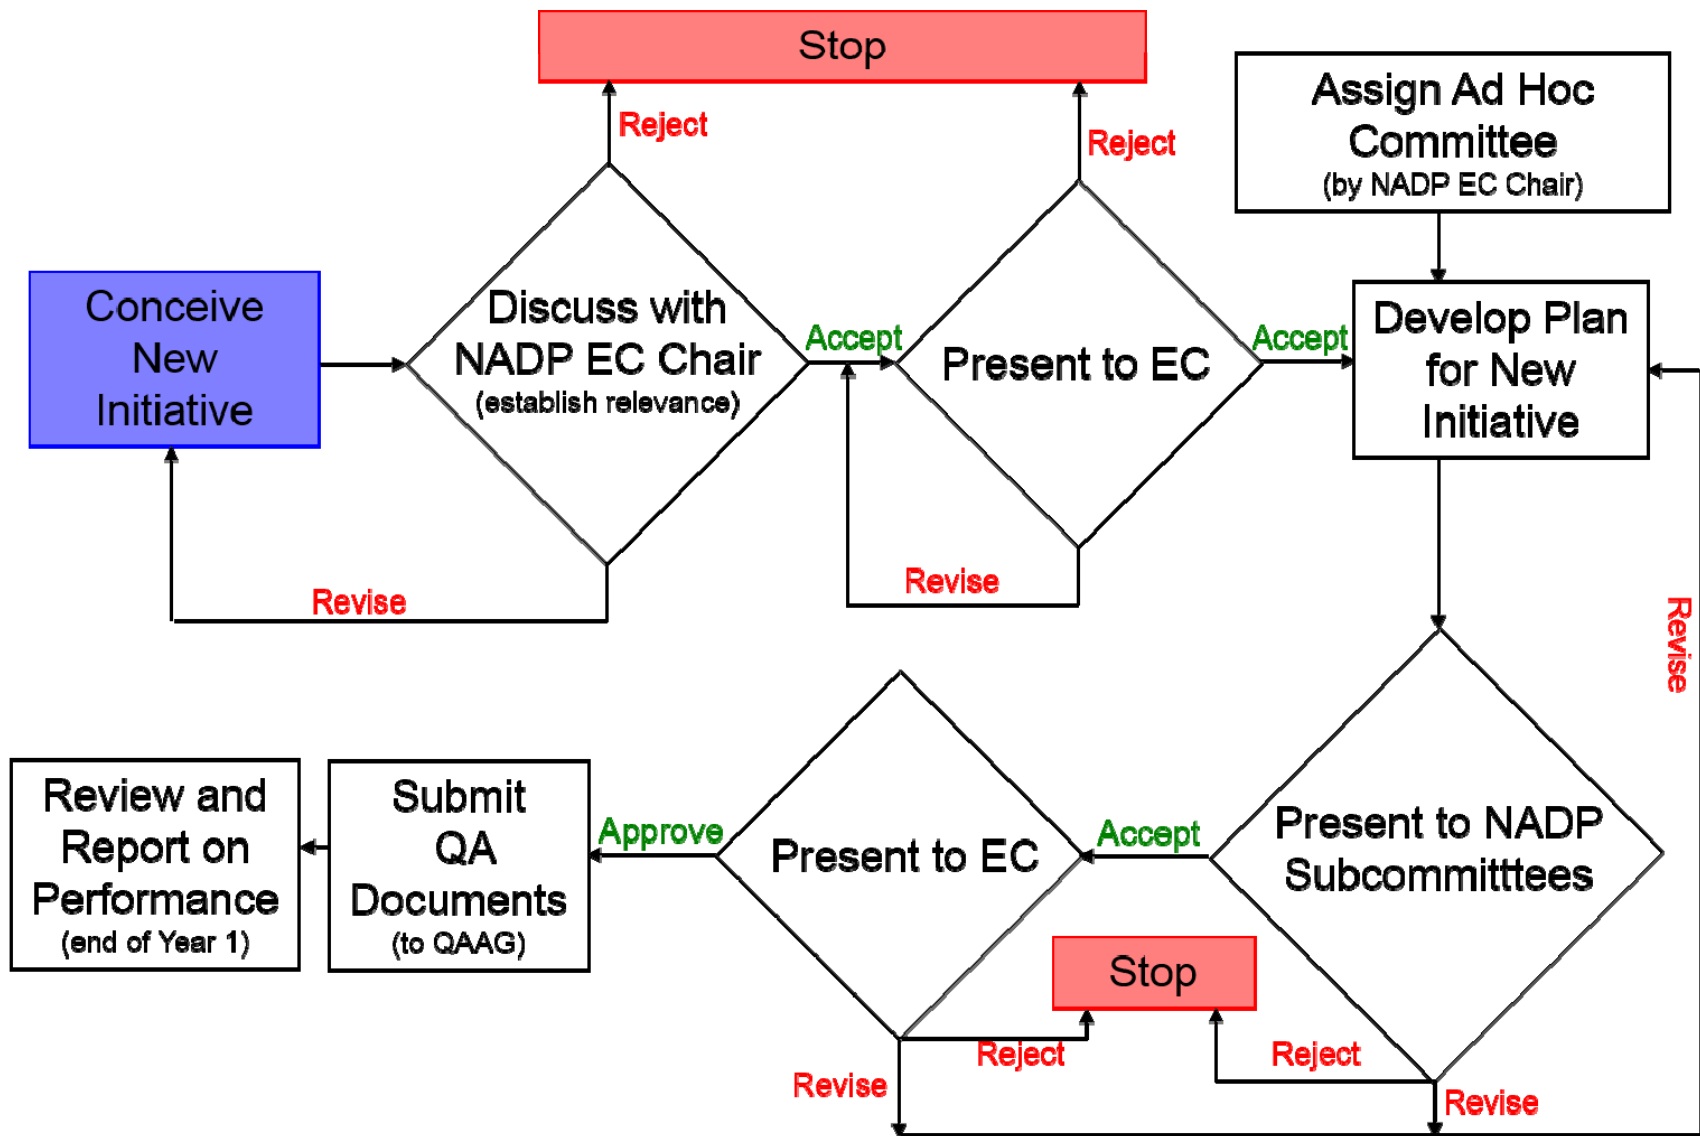 Stop
Reject
Reject
Assign Ad Hoc
Committee
(by NADP EC Chair)
Conceive
New
Initiative
Discuss with
NADP EC Chair
(establish relevance)
Accept
Present to EC
Accept
Develop Plan
for New
Initiative
Revise
Revise
Revise
Review and
Report on
Performance
(end of Year 1)
Submit
QA
Documents
(to QAAG)
Approve
Present to EC
Accept
Present to NADP
Subcommitttees
Stop
Reject
Reject
Revise
Revise